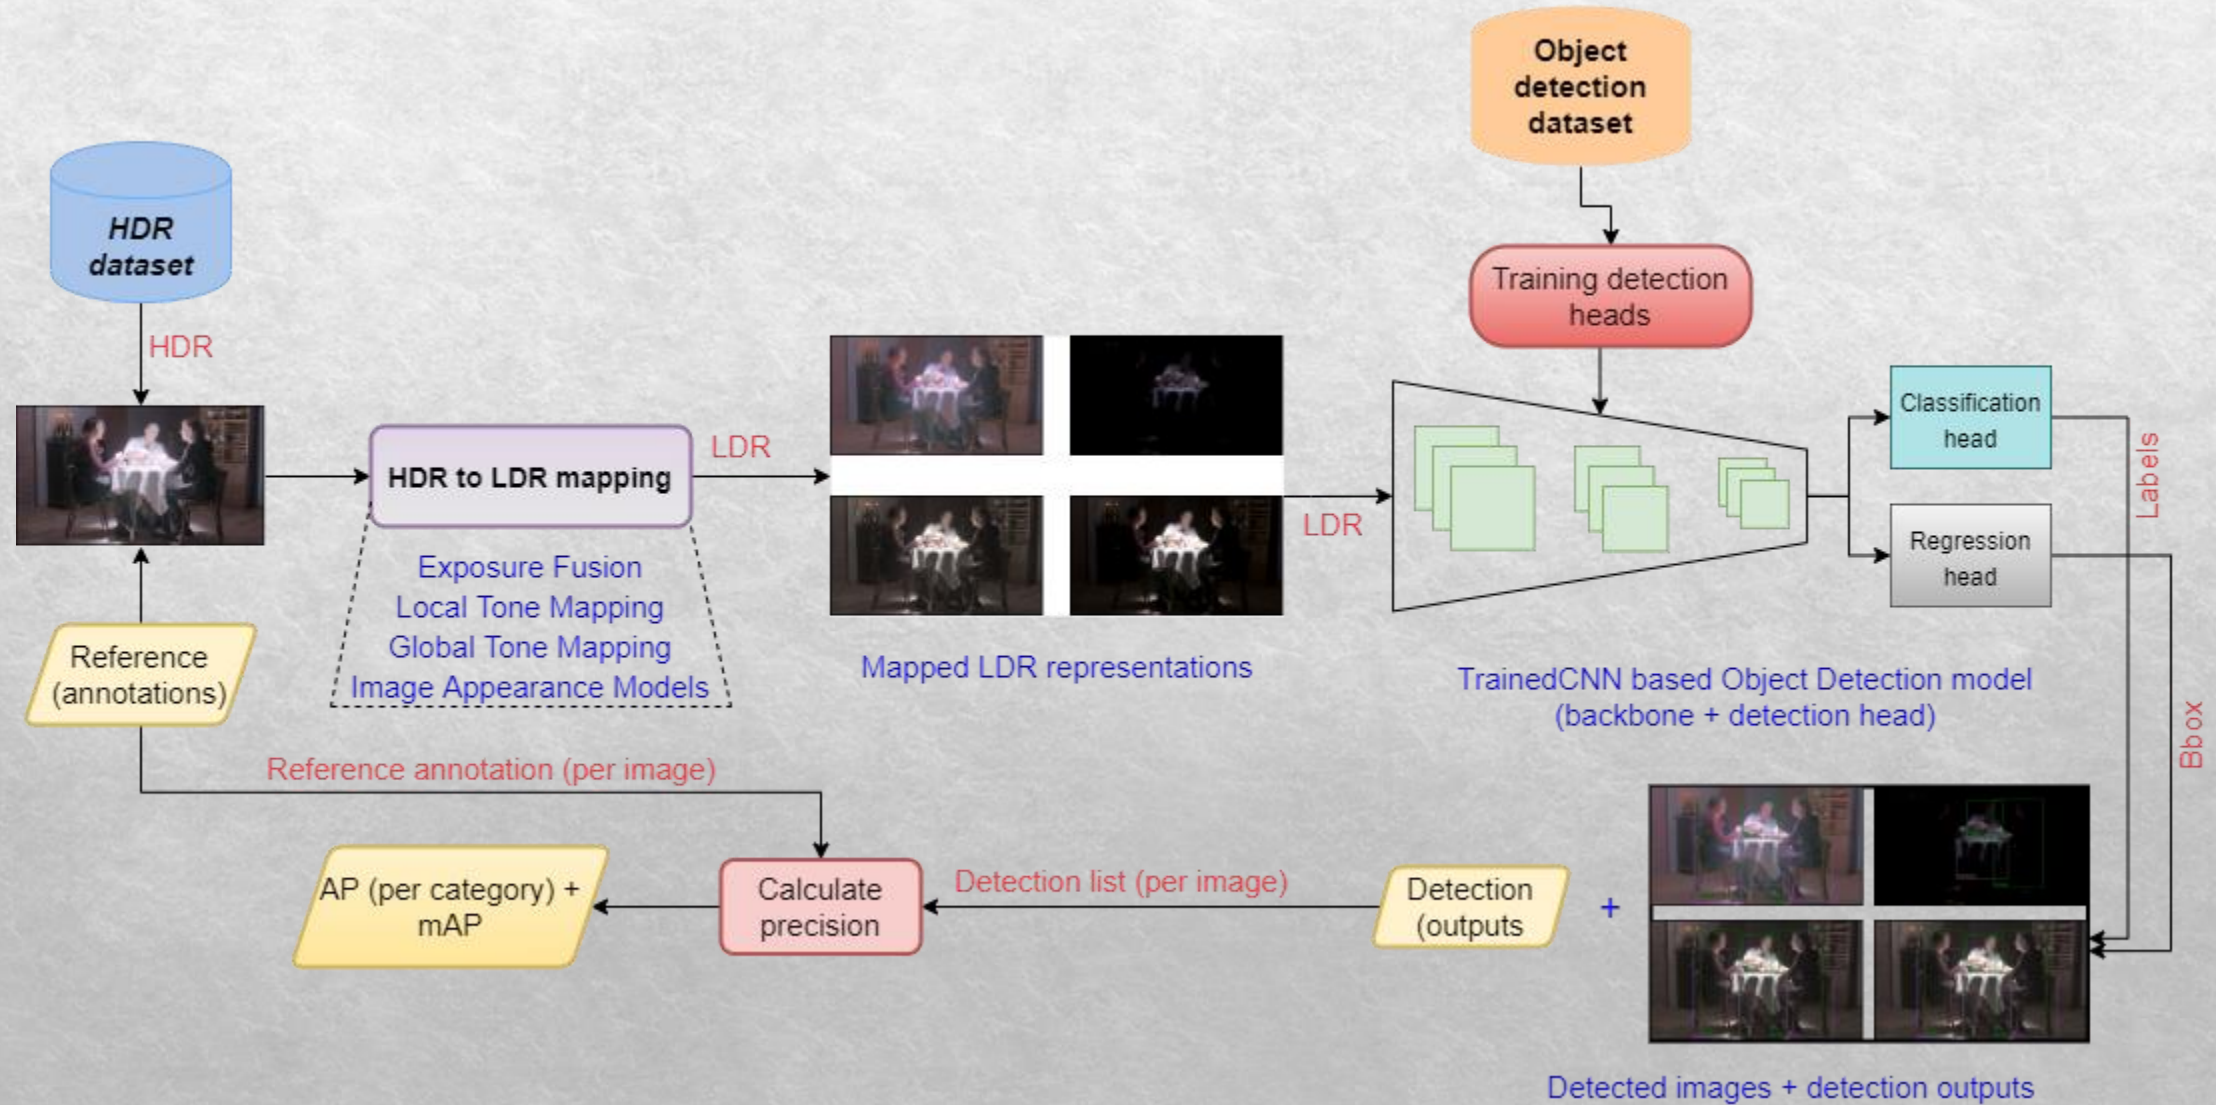 Object
detection
dataset
HDR
dataset
Training detection
heads
HDR
Classification
head
LDR
HDR to LDR mapping
Labels
LDR
Regression
head
Exposure Fusion
Local Tone Mapping
Global Tone Mapping
Image Appearance Models
Reference
(annotations)
Mapped LDR representations
TrainedCNN based Object Detection model
(backbone + detection head)
Bbox
Reference annotation (per image)
AP (per category) +
mAP
Calculate
precision
Detection list (per image)
Detection
(outputs
+
Detected images + detection outputs